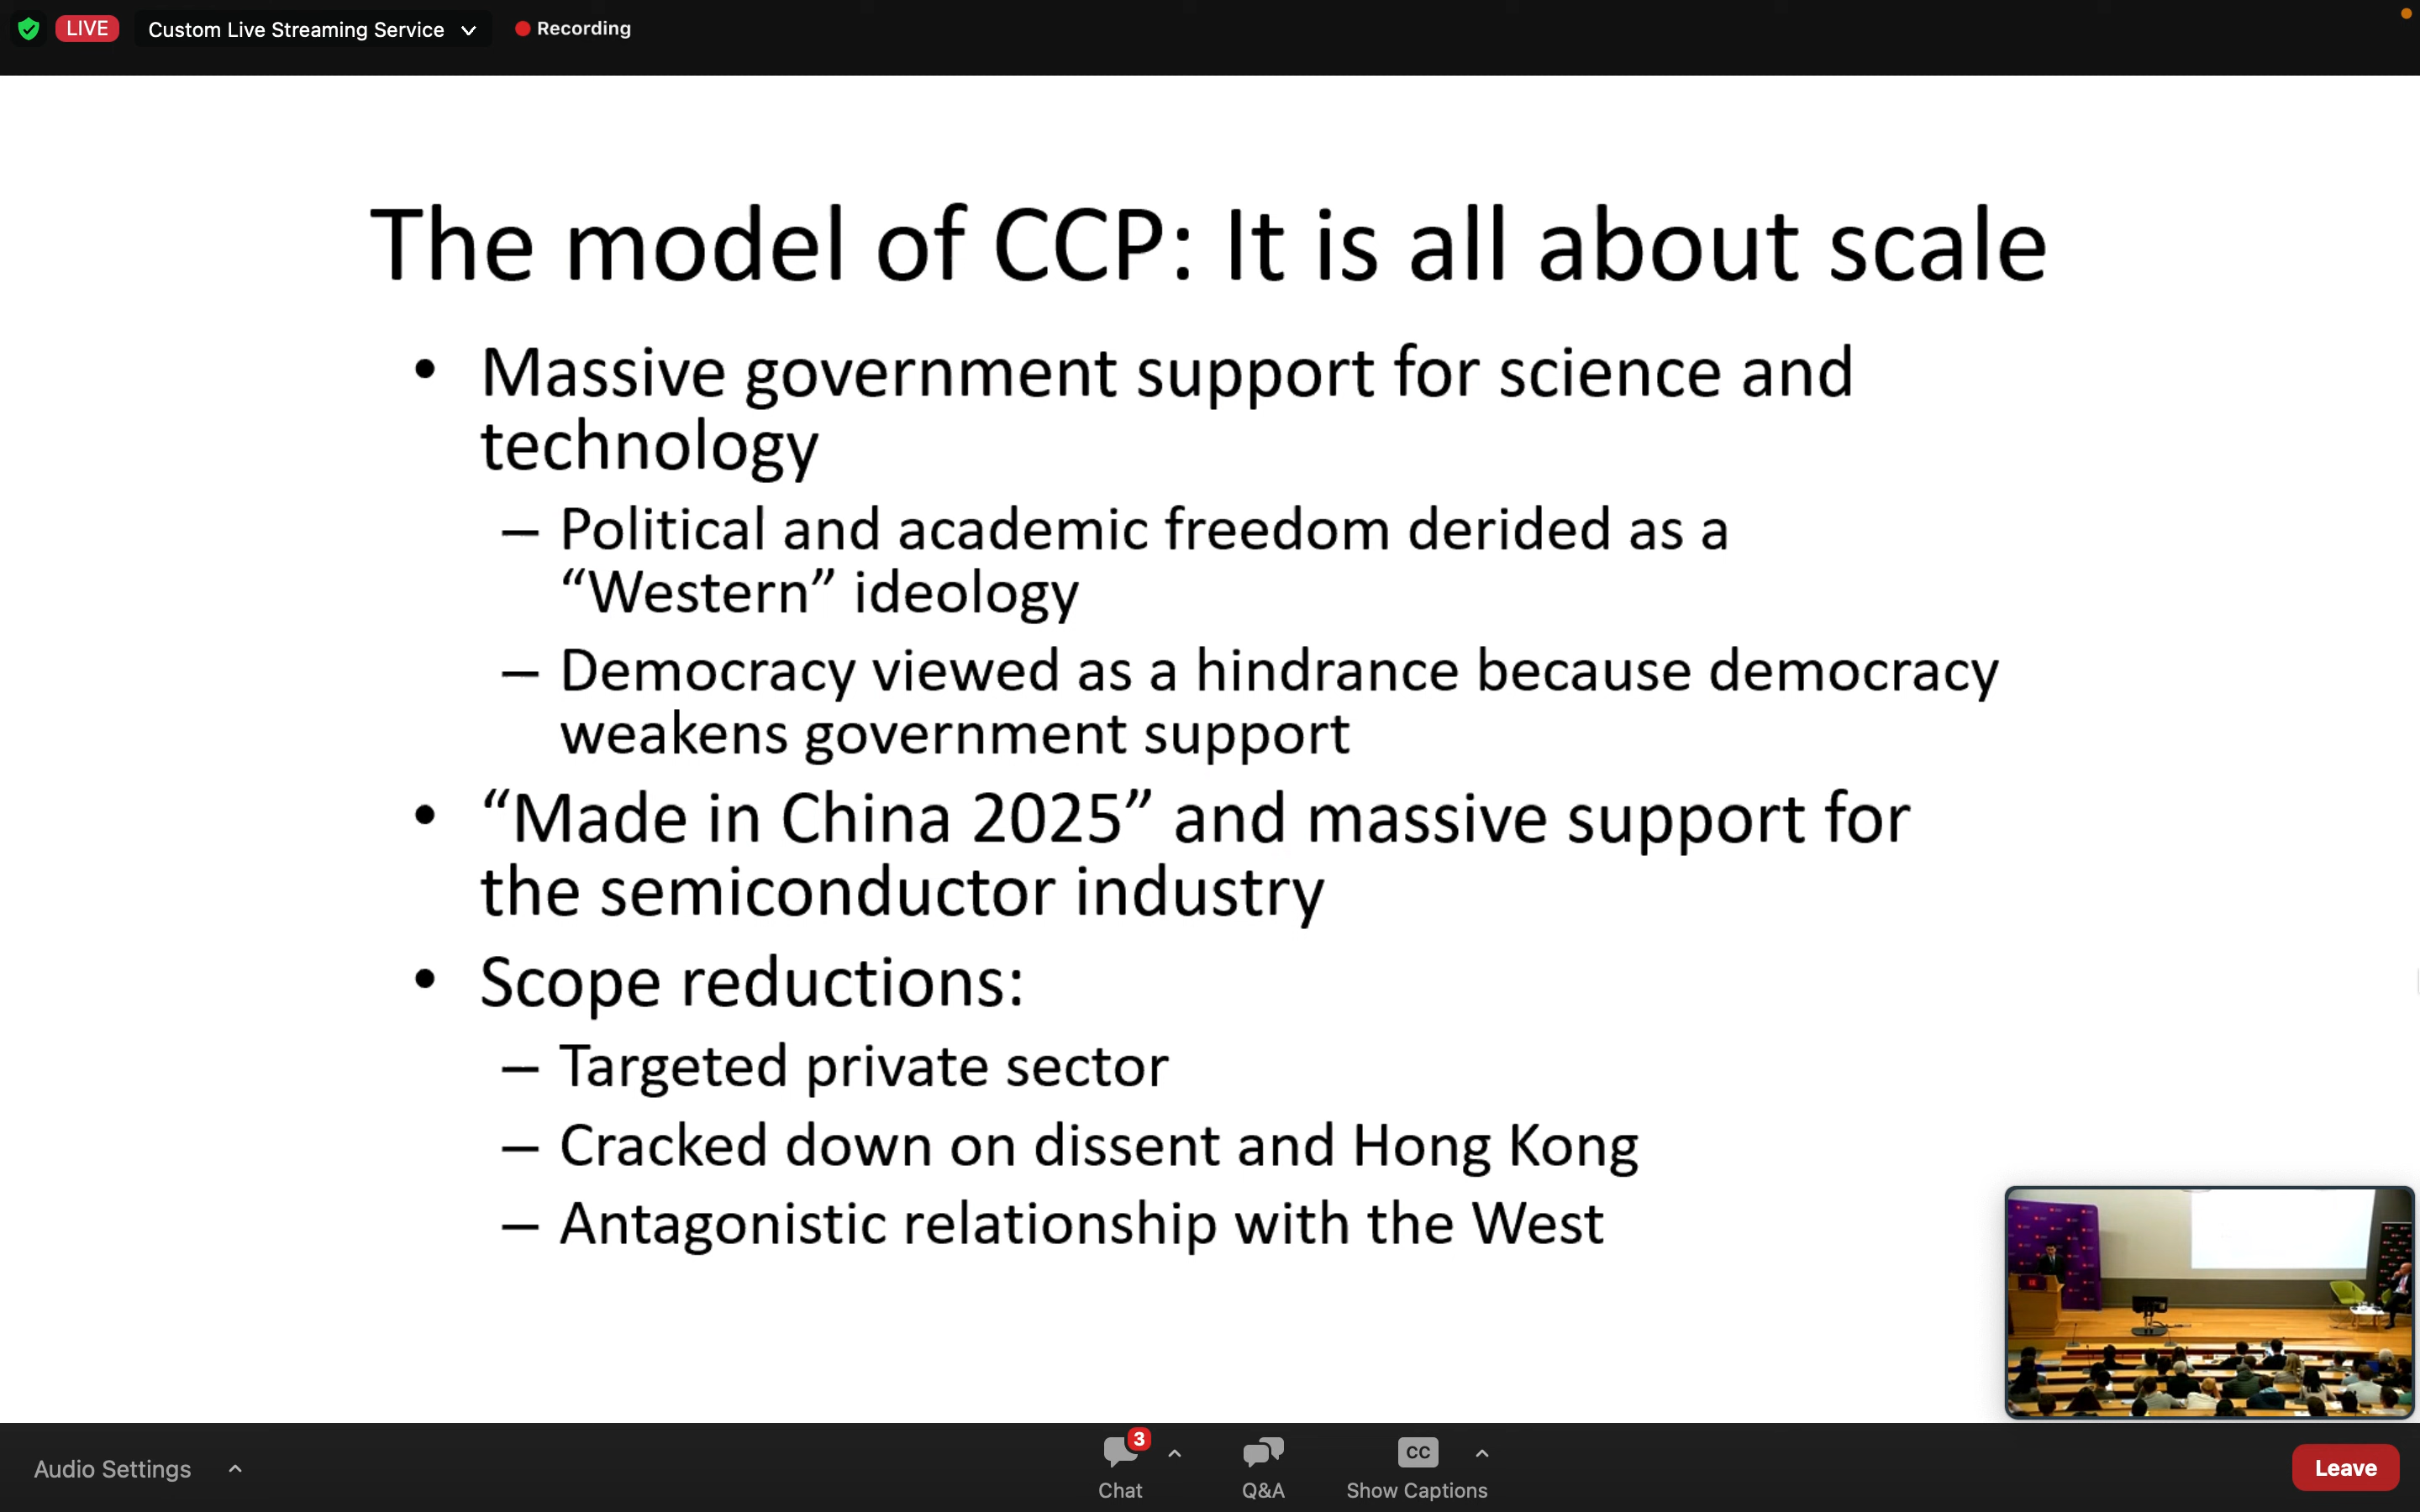 LIVE Custom Live Streaming Service Recording
The model of CCP: It is all about scale
• Massive government support for science and
technology
– Political and academic freedom derided as a
“Western” ideology
– Democracy viewed as a hindrance because democracy
weakens government support
• “Made in China 2025” and massive support for
the semiconductor industry
• Scope reductions:
– Targeted private sector
– Cracked down on dissent and Hong Kong
– Antagonistic relationship with the West
Audio Settings
3
CC
Chat Q&A Show Captions
Leave